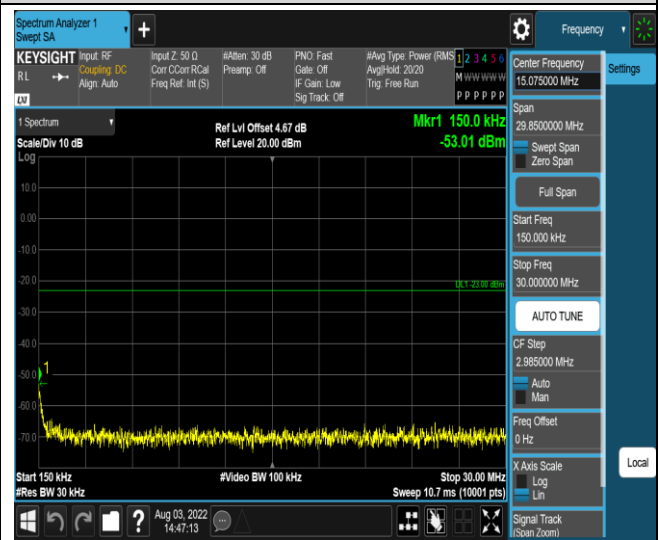 Spectrum Analyzer 1
Swept SA
+
Frequency
KEYSIGHT
RL
LXI
Input: RF
Coupling: DC
Align: Auto
Input Z: 50 Ω
Corr CCorr RCal
Freq Ref: Int (S)
#Atten: 30 dB
Preamp: Off
PNO: Fast
Gate: Off
IF Gain: Low
Sig Track: Off
#Avg Type: Power (RMS
Avg|Hold: 20/20
Trig: Free Run
1 2 3 4 5 6
M W W W W W
P P P P P P
1 Spectrum
Scale/Div 10 dB
Log
Ref Lvl Offset 4.67 dB
Ref Level 20.00 dBm
Mkr1 150.0 kHz
-53.01 dBm
10.0
0.00
-10.0
-20.0
DL1 -23.00 dBm
-30.0
-40.0
-50.0
1
-60.0
-70.0
Start 150 kHz
#Res BW 30 kHz
#Video BW 100 kHz
Stop 30.00 MHz
Sweep 10.7 ms (10001 pts)
Center Frequency
15.075000 MHz
Span
29.8500000 MHz
Swept Span
Zero Span
Full Span
Start Freq
150.000 kHz
Stop Freq
30.000000 MHz
AUTO TUNE
CF Step
2.985000 MHz
Auto
Man
Freq Offset
0 Hz
X Axis Scale
Log
Lin
Signal Track
(Span Zoom)
Settings
Local
?
Aug 03, 2022
14:47:13